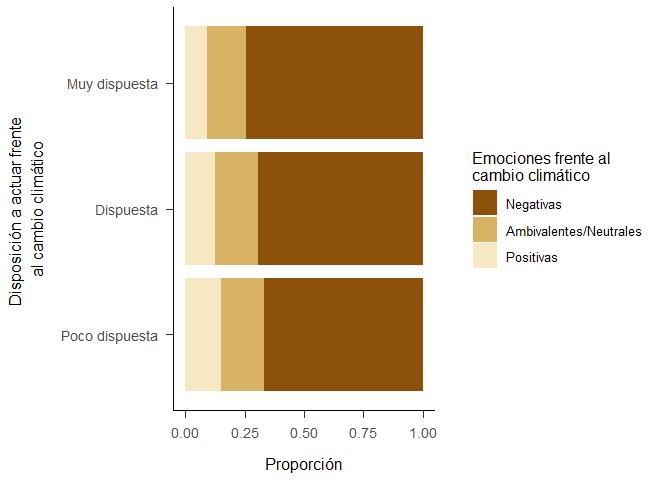 Disposición a actuar frente
al cambio climático
Muy dispuesta
Dispuesta
Poco dispuesta
0.00
0.25
0.50
0.75
1.00
Proporción
Emociones frente al
cambio climático
Negativas
Ambivalentes/Neutrales
Positivas